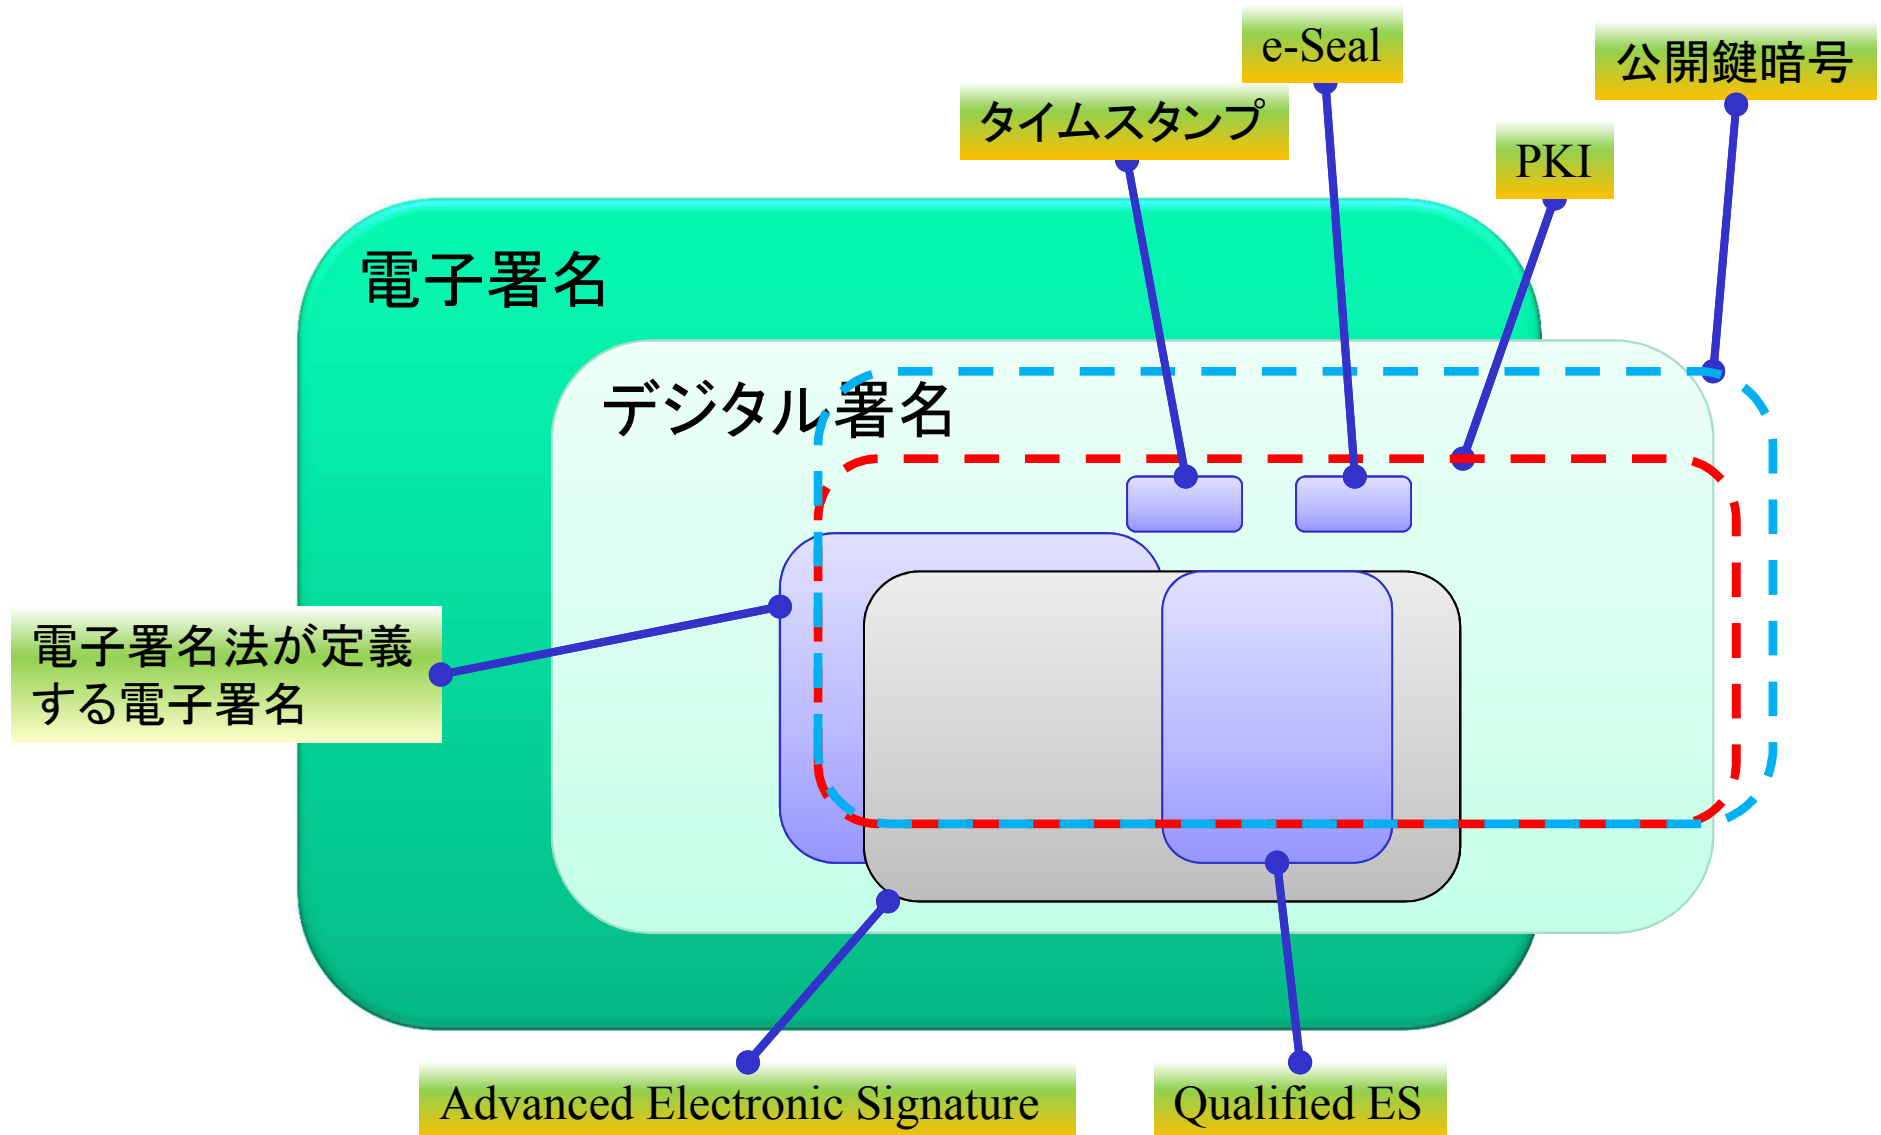 e-Seal
公開鍵暗号
タイムスタンプ
PKI
電子署名
デジタル署名
電子署名法が定義
する電子署名
Advanced Electronic Signature
Qualified ES